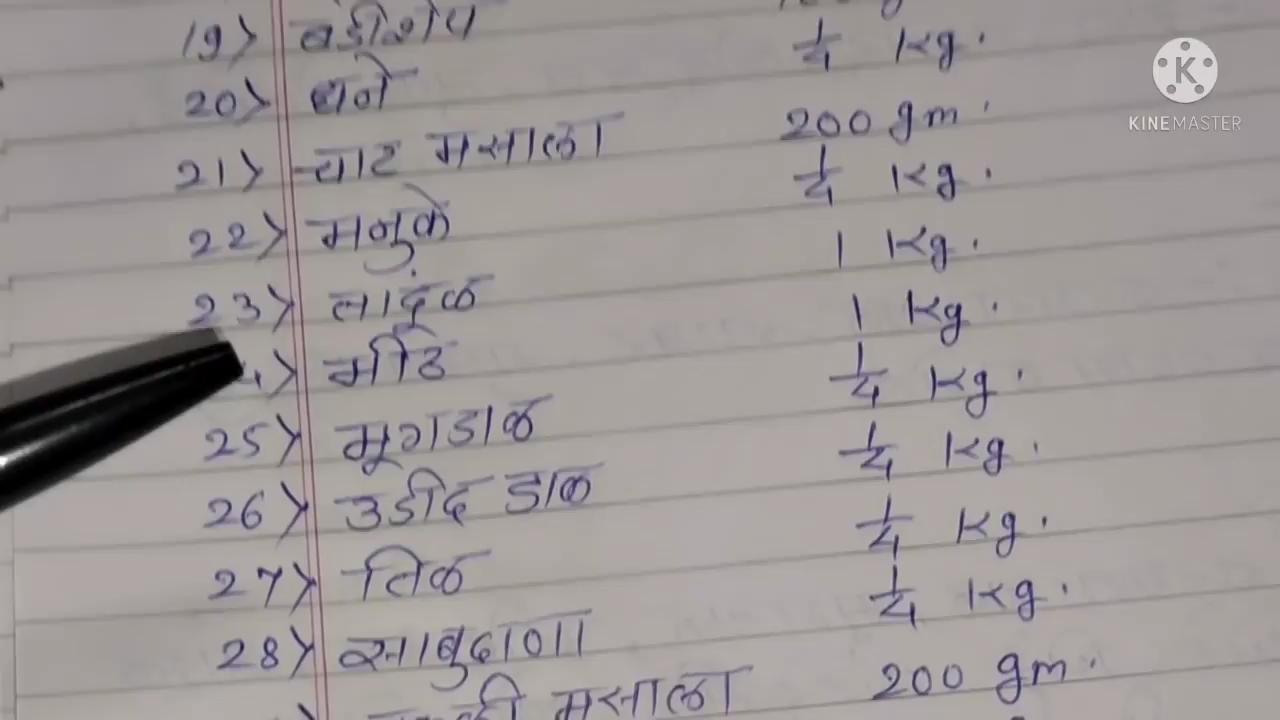 19> बडीशेप
20> धने 1/4 Kg.
21> चाट मसाला 200 gm.
22> मनुके 1/4 Kg.
23> तादुंळ 1 Kg.
4> मीठ 1 Kg.
25> मूगडाळ 1/4 Kg.
26> उडीद डाळ 1/4 Kg.
27> तिळ 1/4 Kg.
28> साबुदाणा 1/4 Kg.
मसाला 200 gm.
K
KINEMASTER